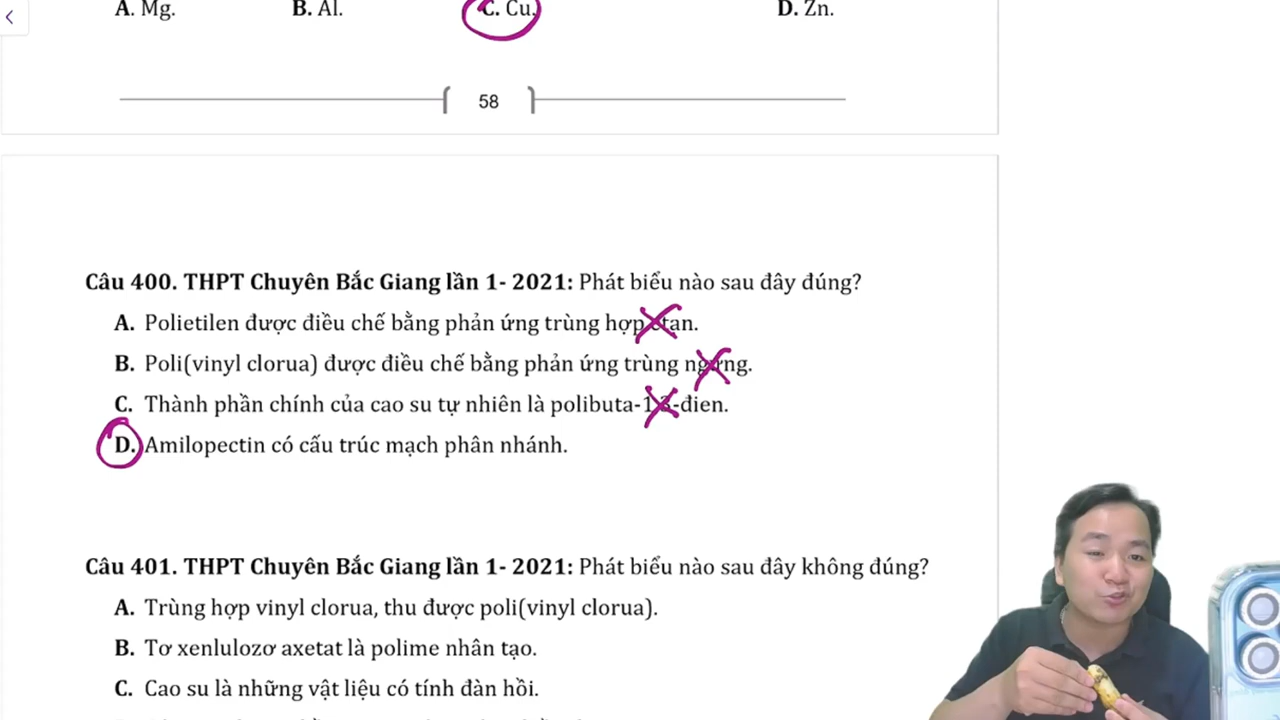 A. Mg. B. Al. C. Cu. D. Zn.
58
Câu 400. THPT Chuyên Bắc Giang lần 1- 2021: Phát biểu nào sau đây đúng?
A. Polietilen được điều chế bằng phản ứng trùng hợp etan.
B. Poli(vinyl clorua) được điều chế bằng phản ứng trùng ngưng.
C. Thành phần chính của cao su tự nhiên là polibuta-1,3-đien.
D. Amilopectin có cấu trúc mạch phân nhánh.
Câu 401. THPT Chuyên Bắc Giang lần 1- 2021: Phát biểu nào sau đây không đúng?
A. Trùng hợp vinyl clorua, thu được poli(vinyl clorua).
B. Tơ xenlulozơ axetat là polime nhân tạo.
C. Cao su là những vật liệu có tính đàn hồi.